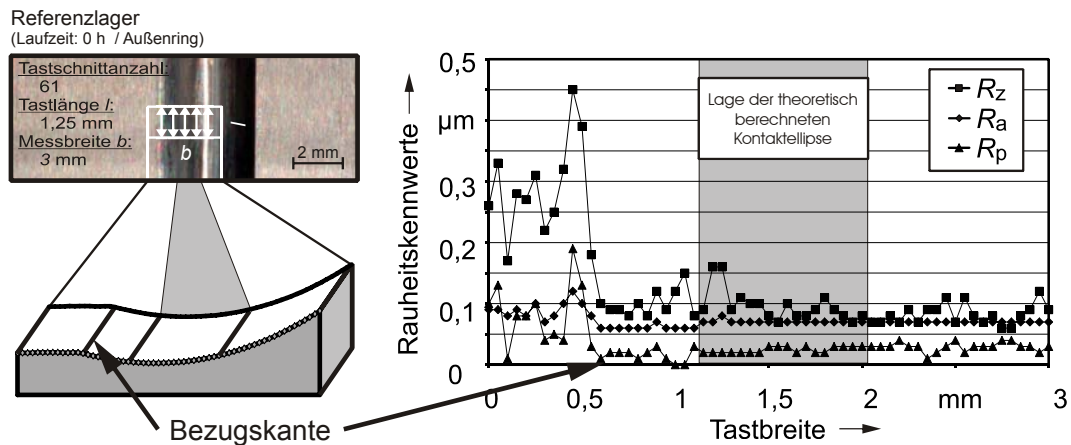 Referenzlager
(Laufzeit: 0 h / Außenring)
Tastschnittanzahl:
61
Tastlänge l:
1,25 mm
Messbreite b:
3 mm
b
2 mm
Bezugskante
Rauheitskennwerte
0,5
µm
0,3
0,2
0,1
0
Lage der theoretisch
berechneten
Kontaktellipse
Rz
Ra
Rp
0 0,5 1 1,5 2 mm 3
Tastbreite